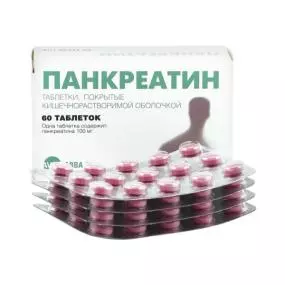 ПАНКРЕАТИН
ТАБЛЕТКИ, ПОКРЫТЫЕ
КИШЕЧНОРАСТВОРИМОЙ ОБОЛОЧКОЙ
60 ТАБЛЕТОК
Одна таблетка содержит
панкреатина 100 мг